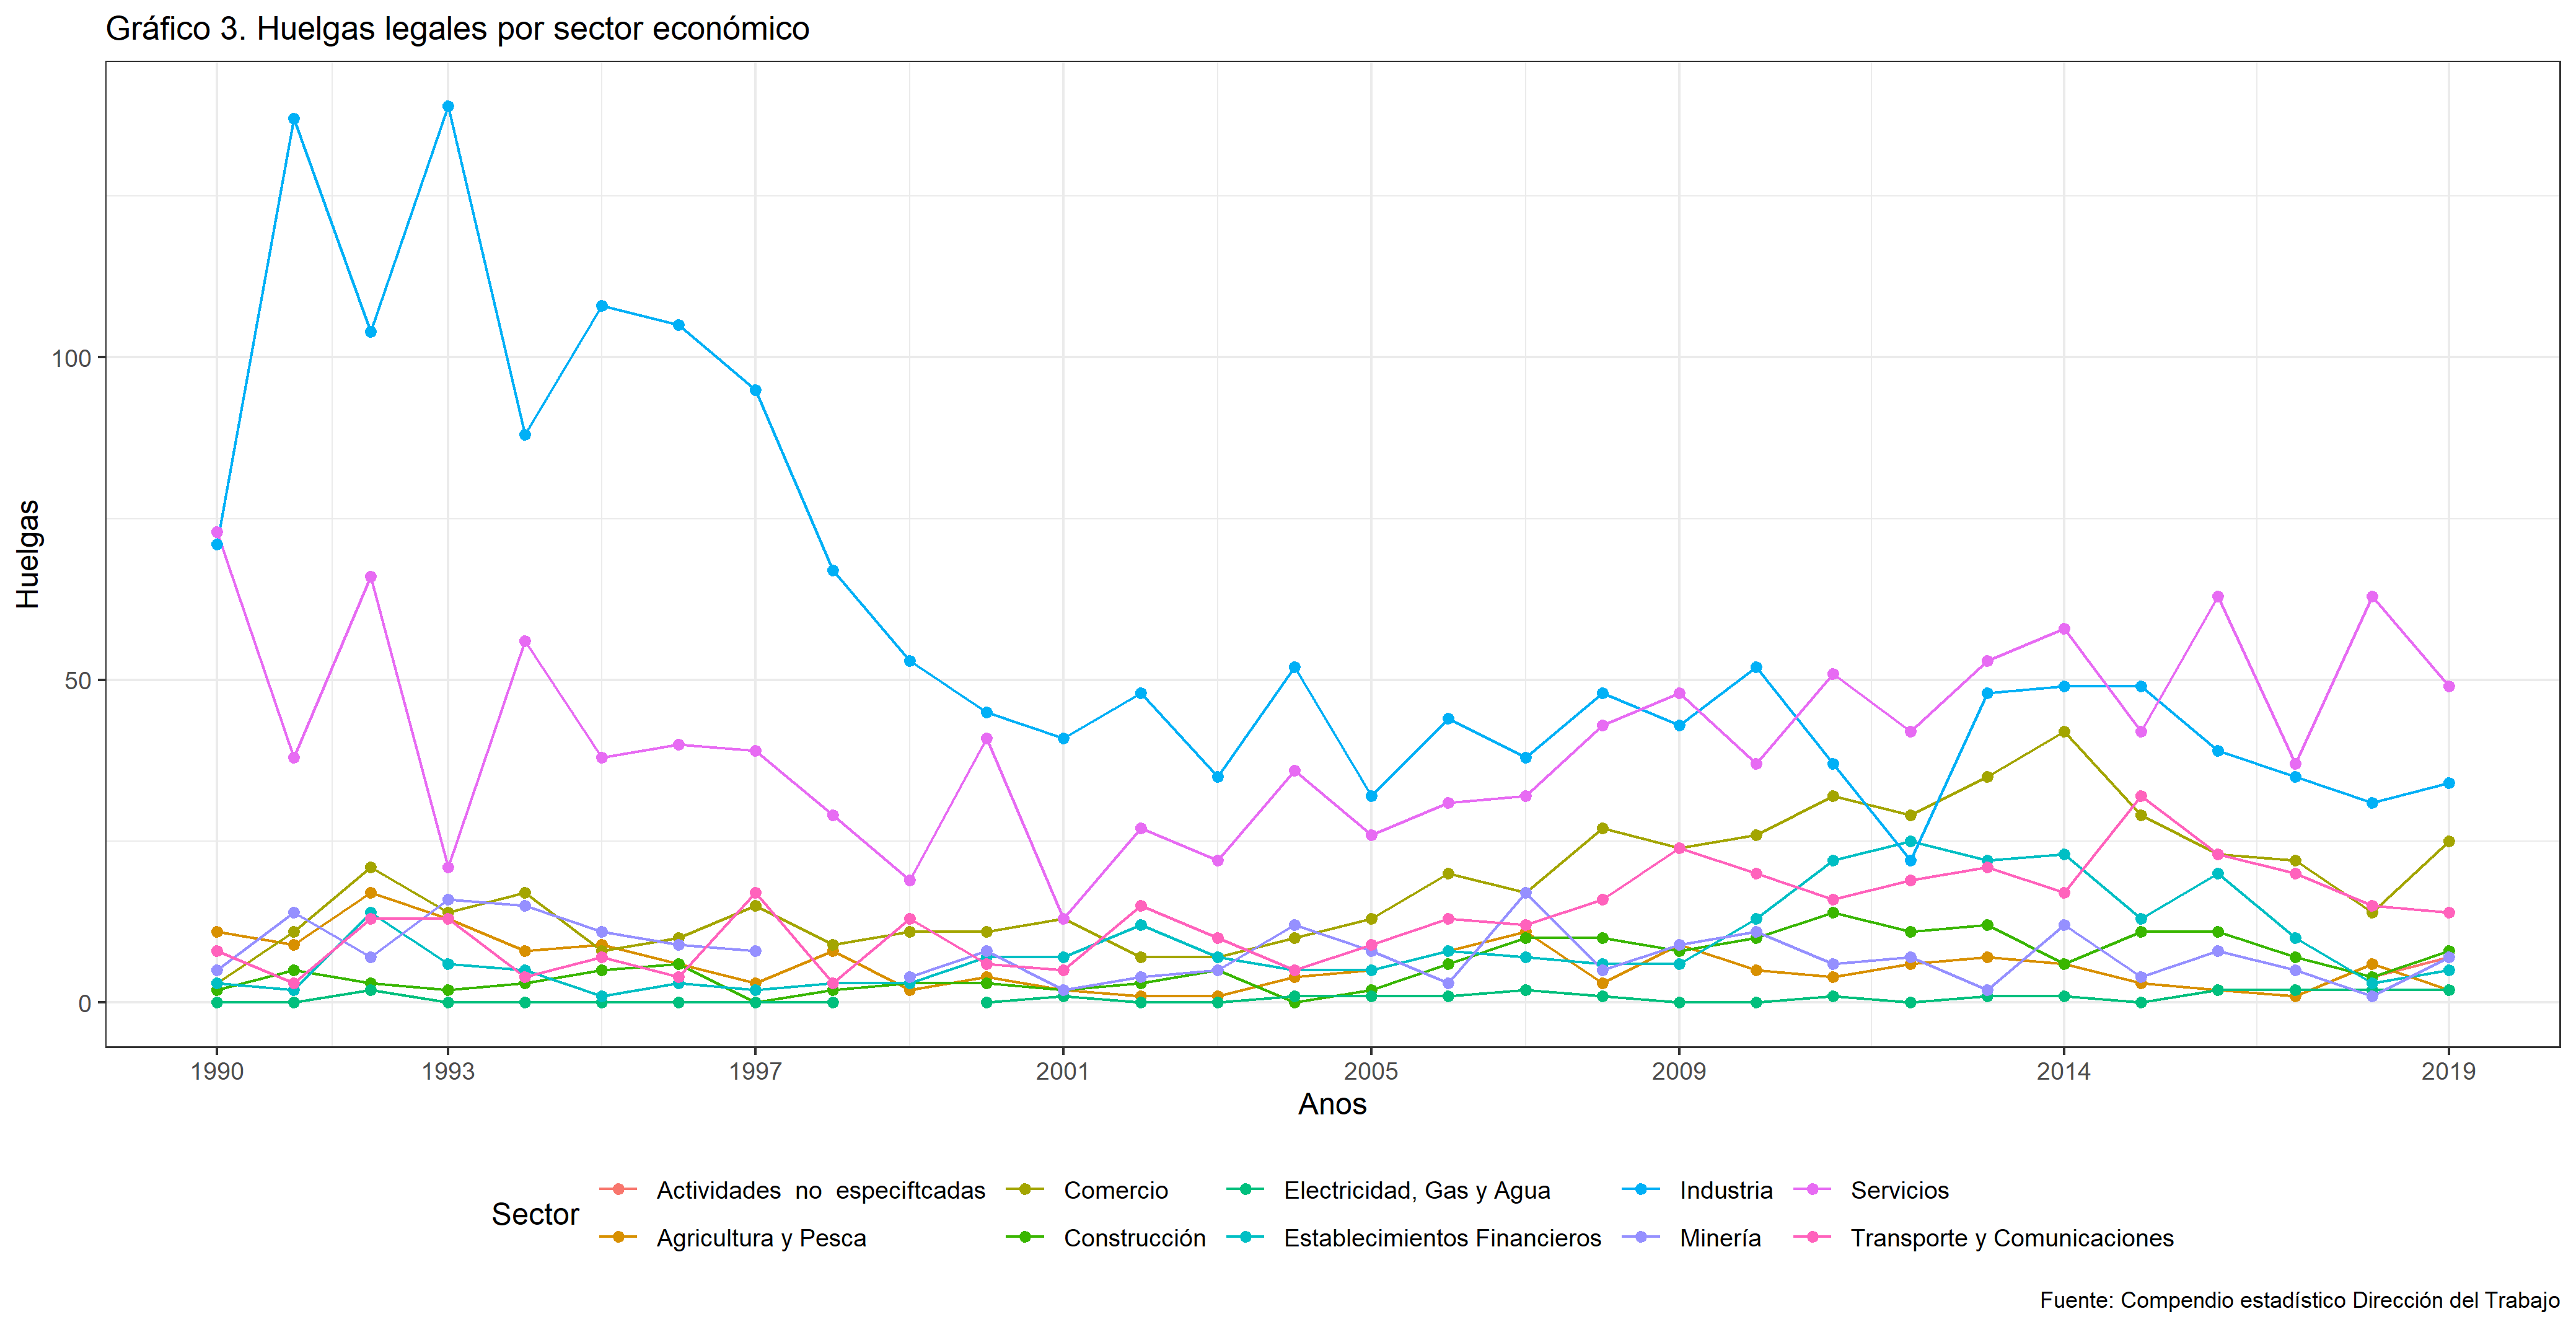 Gráfico 3. Huelgas legales por sector económico
Huelgas
100
50
0
1990 1993 1997 2001 2005 2009 2014 2019
Anos
Sector
Actividades no especiftcadas Comercio Electricidad, Gas y Agua Industria Servicios
Agricultura y Pesca Construcción Establecimientos Financieros Minería Transporte y Comunicaciones
Fuente: Compendio estadístico Dirección del Trabajo